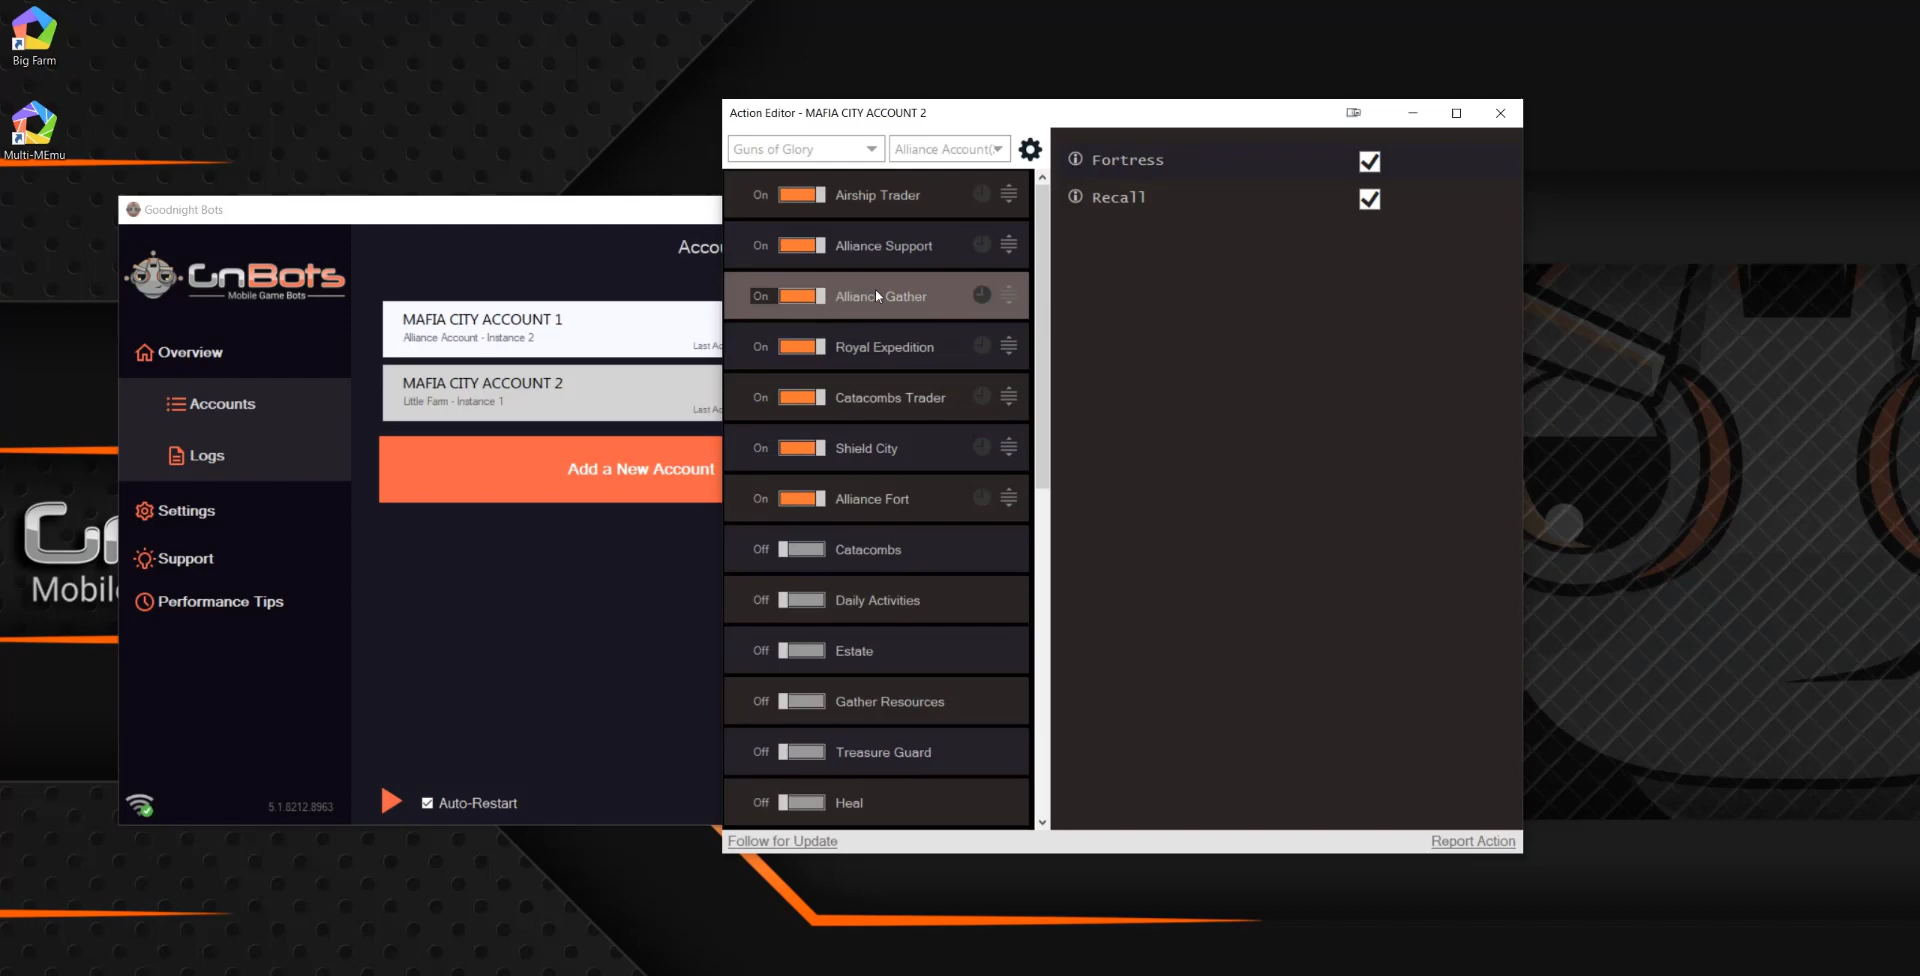 Big Farm
Multi-MEmu
Goodnight Bots
GnBots
Mobile Game Bots
Overview
Accounts
Logs
Settings
Support
Performance Tips
5.1.8212.8963
MAFIA CITY ACCOUNT 1
Alliance Account - Instance 2
MAFIA CITY ACCOUNT 2
Little Farm - Instance 1
Add a New Account
Auto-Restart
Action Editor - MAFIA CITY ACCOUNT 2
Guns of Glory
Alliance Account(
On Airship Trader
On Alliance Support
On Alliance Gather
On Royal Expedition
On Catacombs Trader
On Shield City
On Alliance Fort
Off Catacombs
Off Daily Activities
Off Estate
Off Gather Resources
Off Treasure Guard
Off Heal
Fortress
Recall
Follow for Update
Report Action